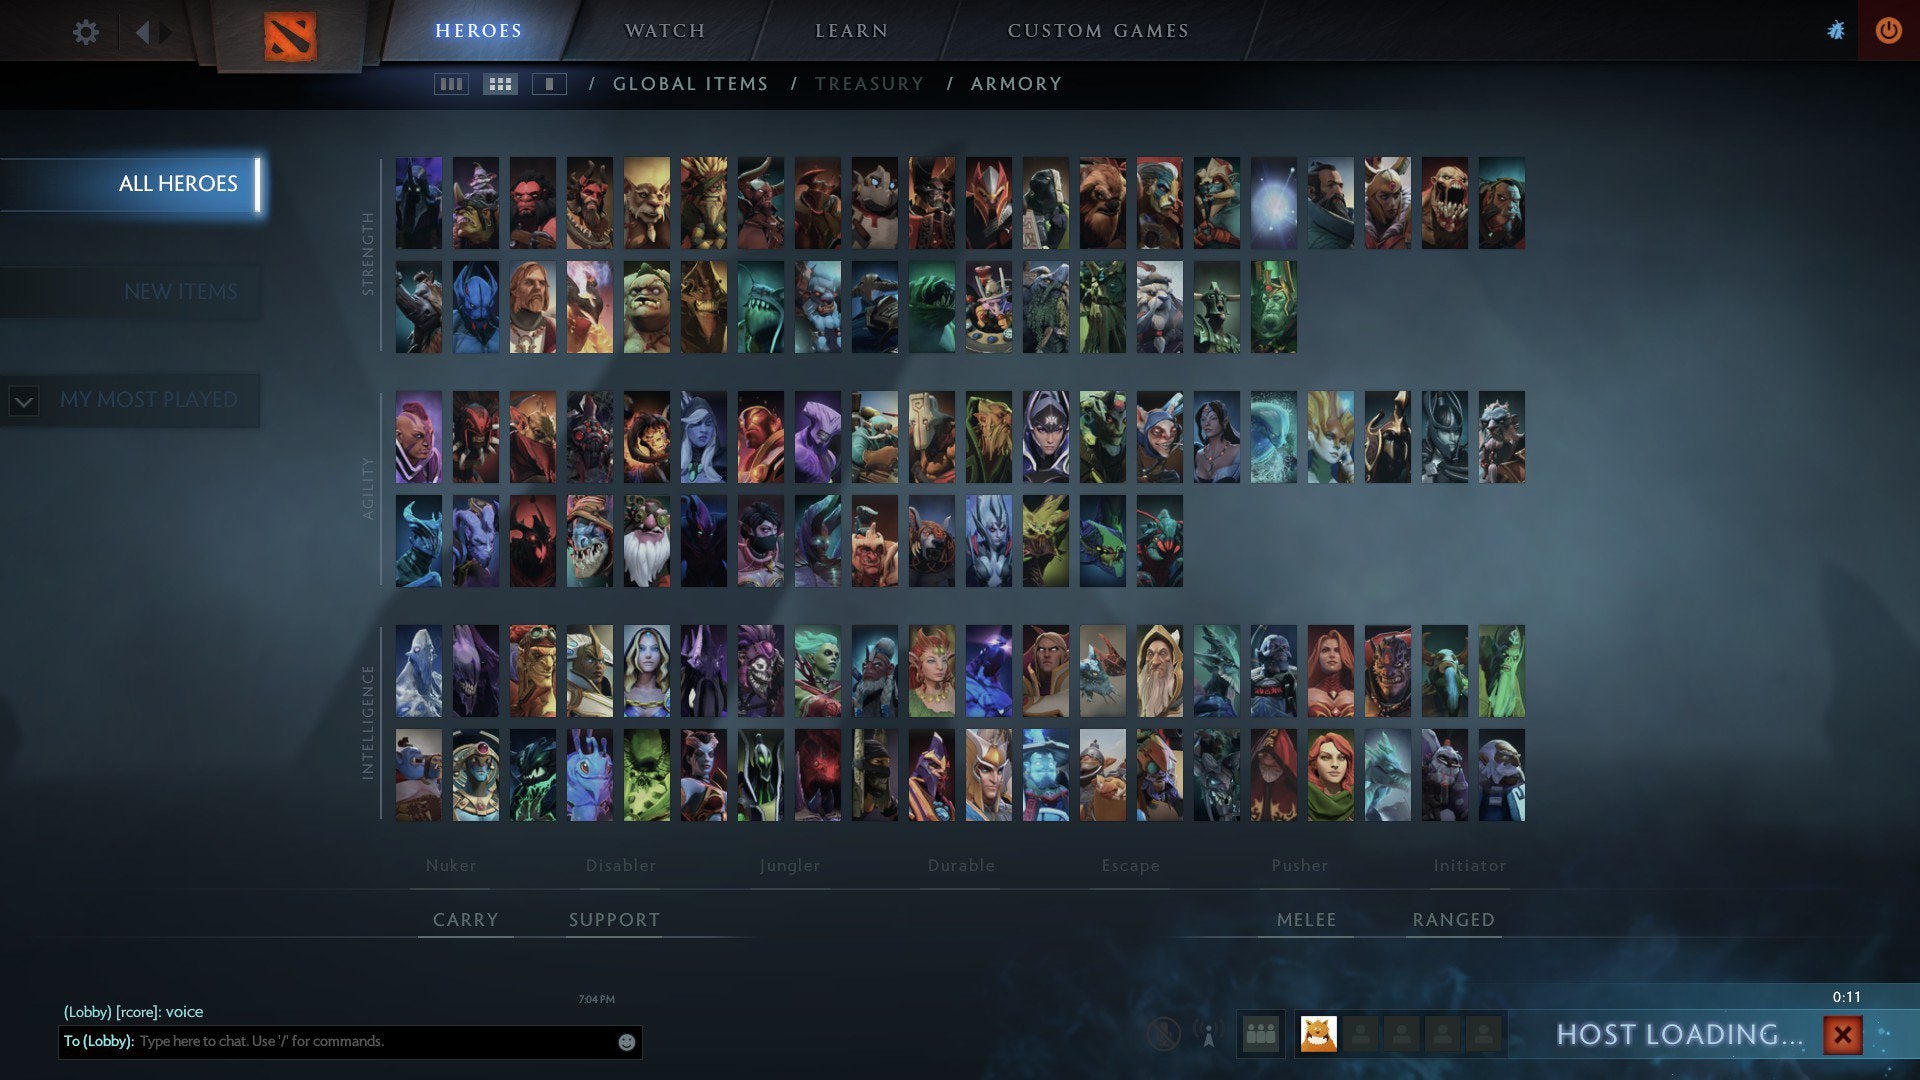 HEROES
WATCH
LEARN
CUSTOM GAMES
/ GLOBAL ITEMS / TREASURY / ARMORY
ALL HEROES
NEW ITEMS
MY MOST PLAYED
STRENGTH
AGILITY
INTELLIGENCE
Nuker
Disabler
Jungler
Durable
Escape
Pusher
Initiator
CARRY
SUPPORT
MELEE
RANGED
7:04 PM
(Lobby) [rcore]: voice
To (Lobby): Type here to chat. Use '/' for commands.
0:11
HOST LOADING...